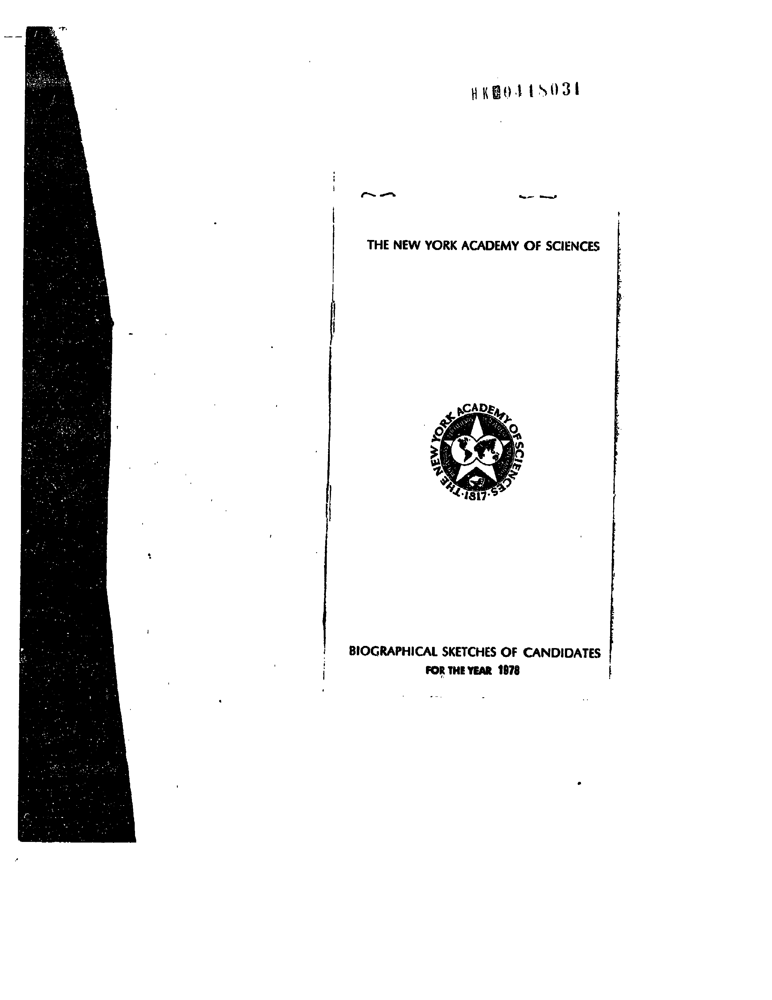 HK00418031
THE NEW YORK ACADEMY OF SCIENCES
THE NEW YORK ACADEMY OF SCIENCES
·1817·
BIOGRAPHICAL SKETCHES OF CANDIDATES
FOR THE YEAR 1978